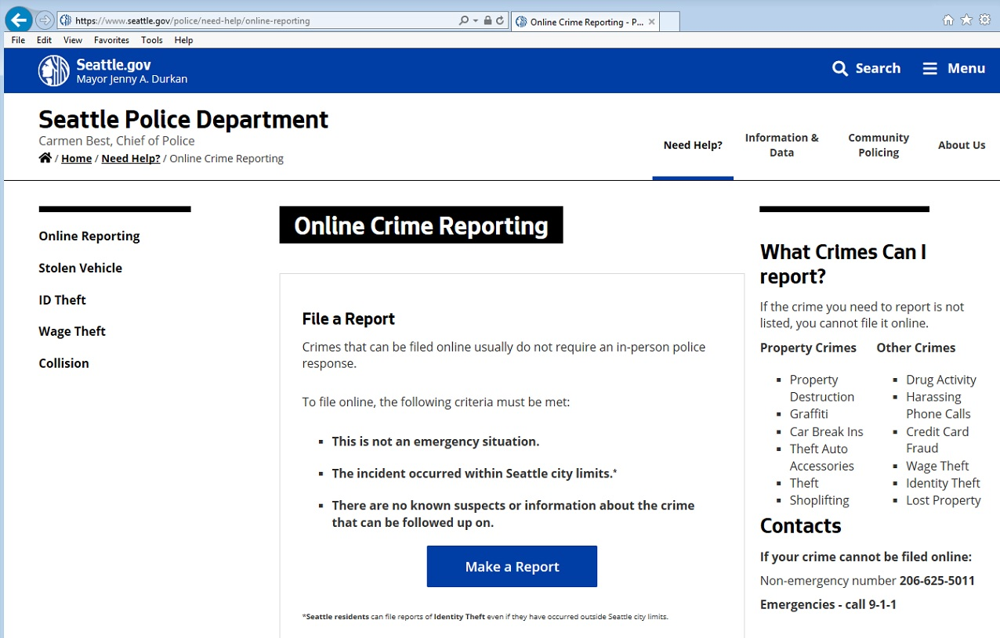 https://www.seattle.gov/police/need-help/online-reporting
Online Crime Reporting - P...
File Edit View Favorites Tools Help
Seattle.gov
Mayor Jenny A. Durkan
Search
Menu
Seattle Police Department
Carmen Best, Chief of Police
/ Home / Need Help? / Online Crime Reporting
Need Help?
Information &
Data
Community
Policing
About Us
Online Reporting
Stolen Vehicle
ID Theft
Wage Theft
Collision
Online Crime Reporting
File a Report
Crimes that can be filed online usually do not require an in-person police
response.
To file online, the following criteria must be met:
This is not an emergency situation.
The incident occurred within Seattle city limits.*
There are no known suspects or information about the crime
that can be followed up on.
Make a Report
*Seattle residents can file reports of Identity Theft even if they have occurred outside Seattle city limits.
What Crimes Can I
report?
If the crime you need to report is not
listed, you cannot file it online.
Property Crimes
Property
Destruction
Graffiti
Car Break Ins
Theft Auto
Accessories
Theft
Shoplifting
Other Crimes
Drug Activity
Harassing
Phone Calls
Credit Card
Fraud
Wage Theft
Identity Theft
Lost Property
Contacts
If your crime cannot be filed online:
Non-emergency number 206-625-5011
Emergencies - call 9-1-1